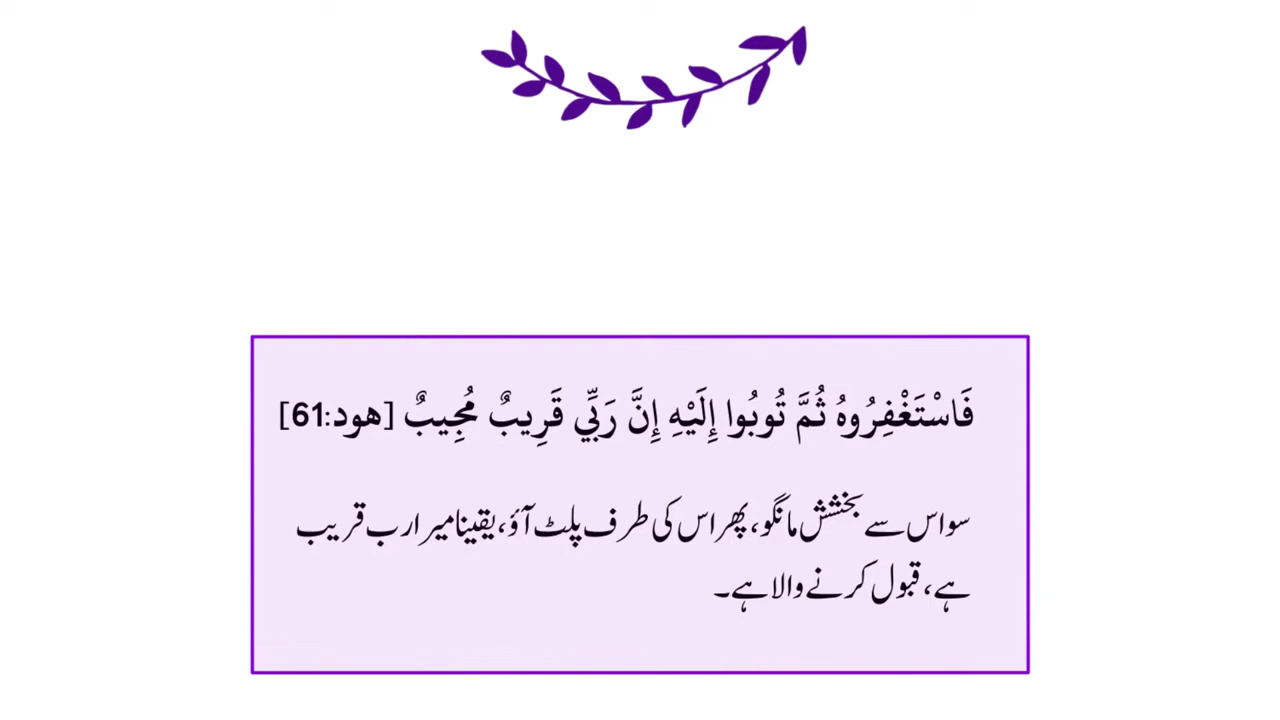 فَاسْتَغْفِرُوهُ ثُمَّ تُوبُوا إِلَيْهِ إِنَّ رَبِّي قَرِيبٌ مُجِيبٌ [هود:61]
سو اس سے بخشش مانگو، پھر اس کی طرف پلٹ آؤ، یقینا میرا رب قریب
ہے، قبول کرنے والا ہے۔